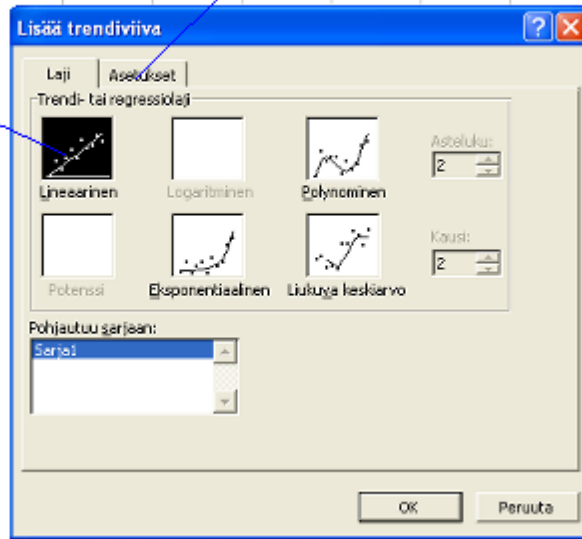 Lisää trendiviiva
Laji Asetukset
Trendi- tai regressiolaji
Lineaarinen Logaritminen Polynominen
Asteluku:
2
Potenssi Eksponentiaalinen Liukuva keskiarvo
Kausi:
2
Pohjautuu sarjaan:
Sarja1
OK Peruuta